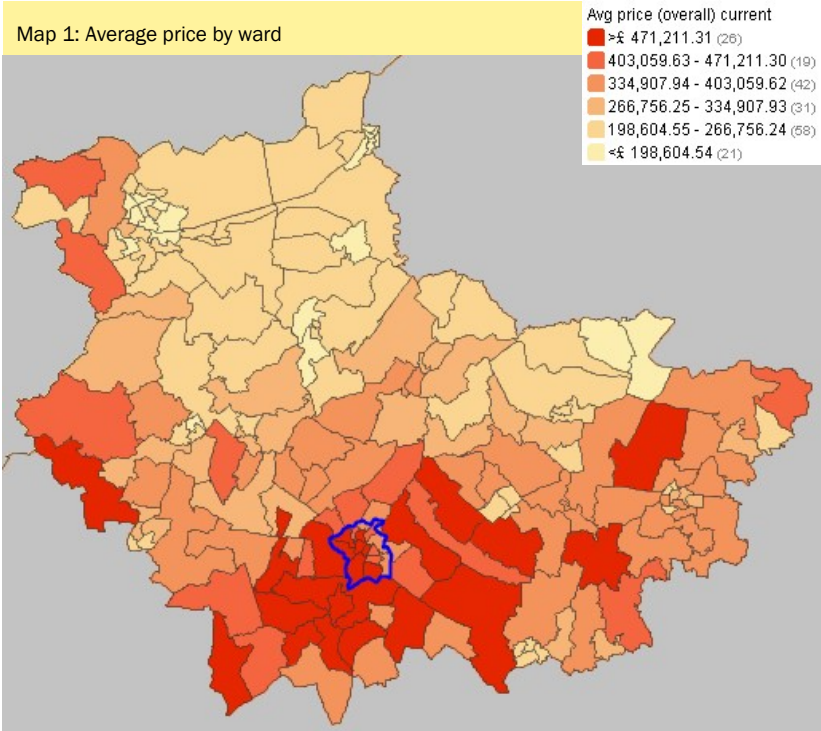 Map 1: Average price by ward
Avg price (overall) current
>£ 471,211.31 (26)
403,059.63 - 471,211.30 (19)
334,907.94 - 403,059.62 (42)
266,756.25 - 334,907.93 (31)
198,604.55 - 266,756.24 (58)
<£ 198,604.54 (21)